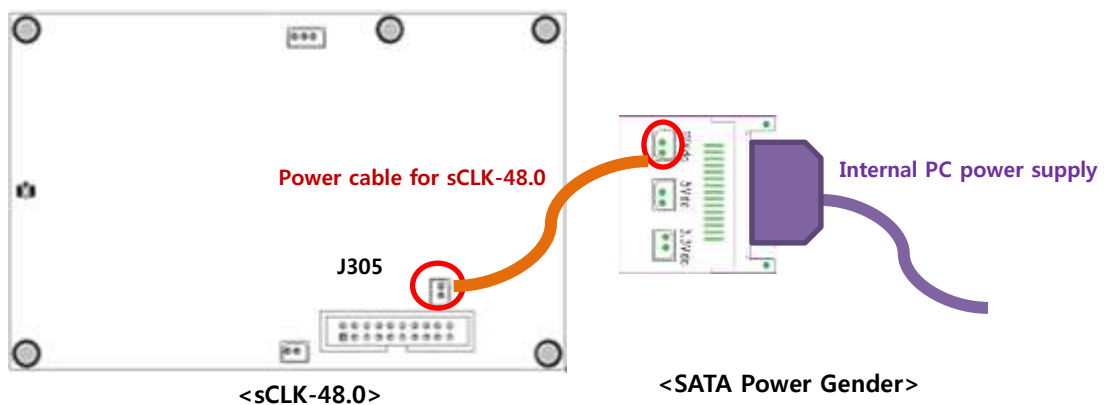 Power cable for sCLK-48.0
Internal PC power supply
5Vcc
3.3Vcc
J305
<SATA Power Gender>
<sCLK-48.0>